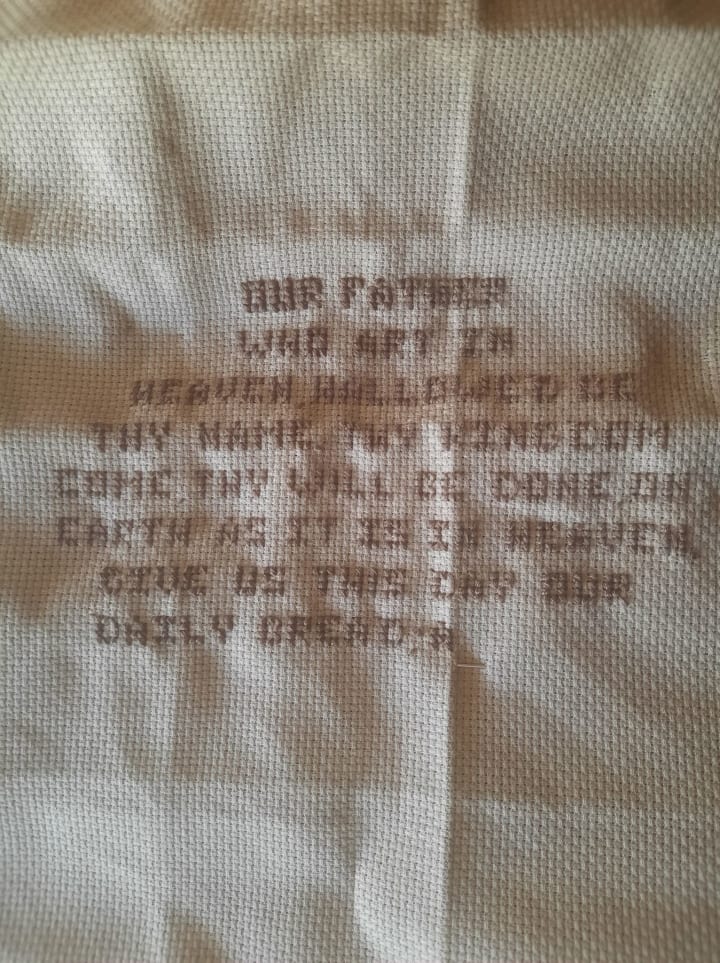 OUR FATHER
WHO ART IN
HEAVEN HALLOWED BE
THY NAME, THY KINGDOM
COME, THY WILL BE DONE, ON
EARTH AS IT IS IN HEAVEN,
GIVE US THIS DAY OUR
DAILY BREAD, A